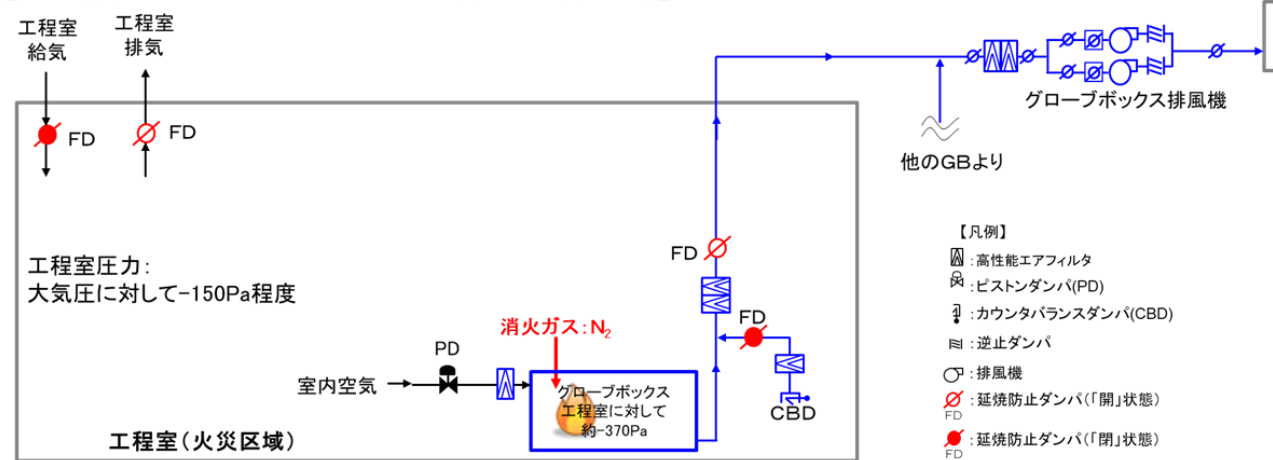 工程室
給気
工程室
排気
FD
FD
グローブボックス排風機
他のGBより
工程室圧力：
大気圧に対して-150Pa程度
FD
FD
消火ガス：N₂
PD
室内空気
グローブボックス
工程室に対して
約-370Pa
CBD
工程室（火災区域）
【凡例】
：高性能エアフィルタ
：ピストンダンパ(PD)
：カウンタバランスダンパ(CBD)
：逆止ダンパ
：排風機
：延焼防止ダンパ(「開」状態)
FD
：延焼防止ダンパ(「閉」状態)
FD